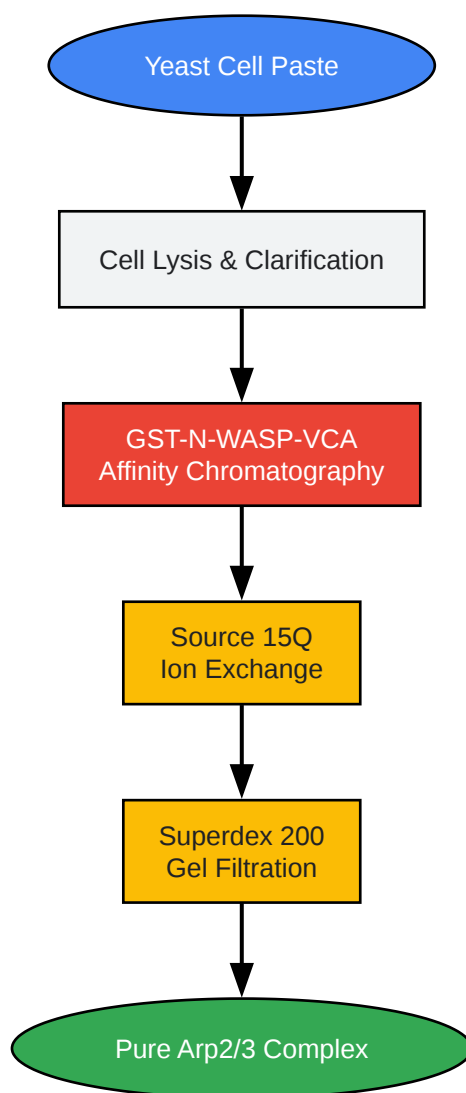 Yeast Cell Paste
Cell Lysis & Clarification
GST-N-WASP-VCA
Affinity Chromatography
Source 15Q
Ion Exchange
Superdex 200
Gel Filtration
Pure Arp2/3 Complex